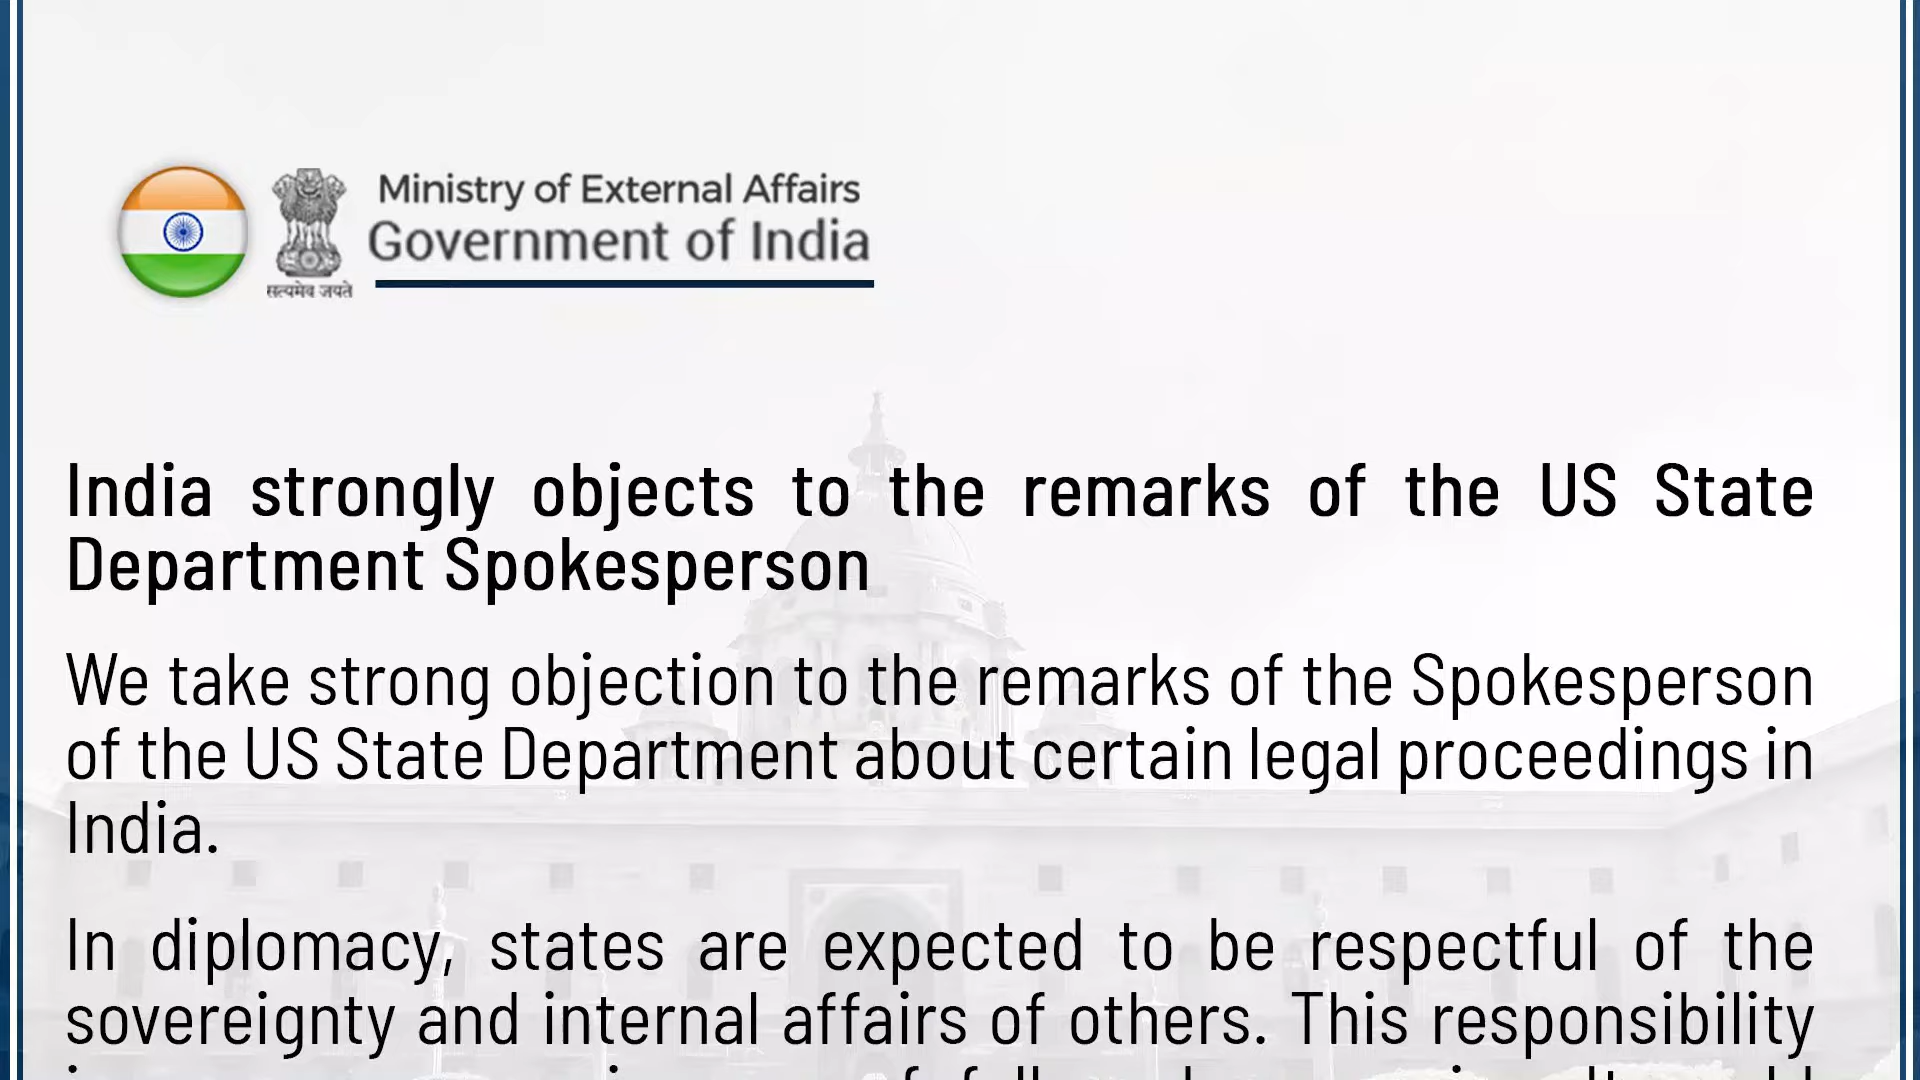 Ministry of External Affairs
Government of India
सत्यमेव जयते
India strongly objects to the remarks of the US State
Department Spokesperson
We take strong objection to the remarks of the Spokesperson
of the US State Department about certain legal proceedings in
India.
In diplomacy, states are expected to be respectful of the
sovereignty and internal affairs of others. This responsibility